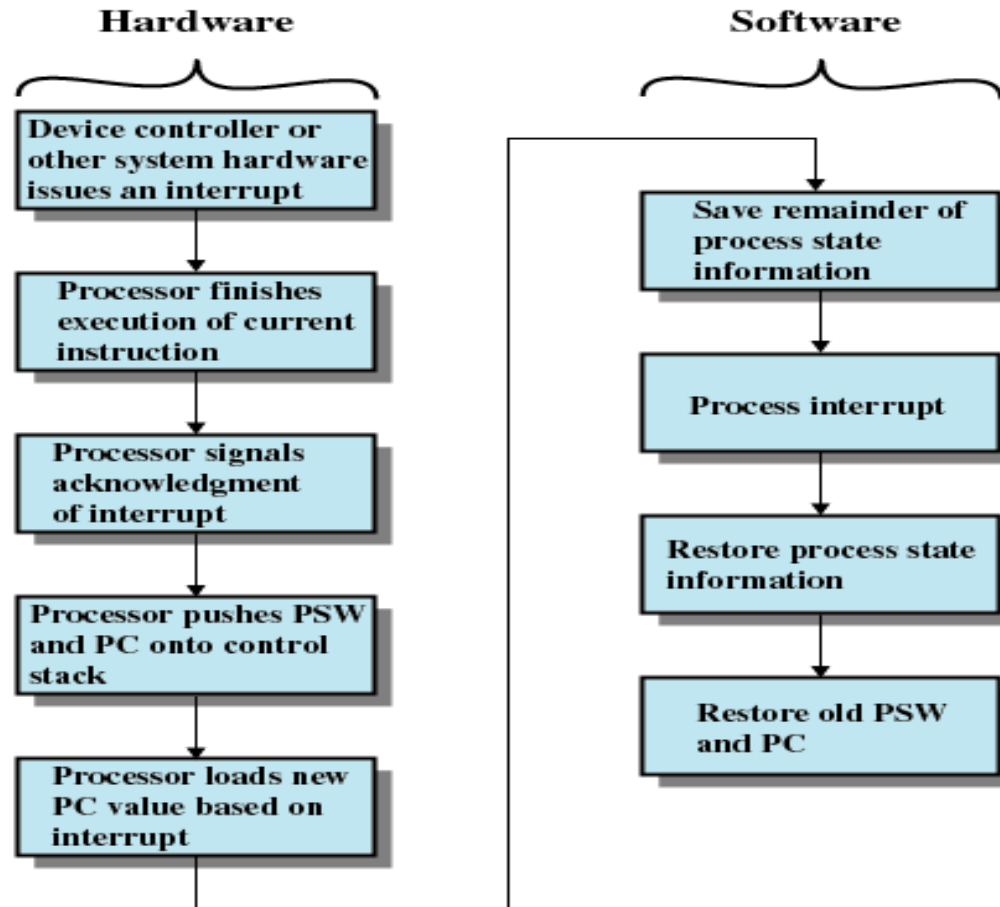 Hardware
Device controller or
other system hardware
issues an interrupt
Processor finishes
execution of current
instruction
Processor signals
acknowledgment
of interrupt
Processor pushes PSW
and PC onto control
stack
Processor loads new
PC value based on
interrupt
Software
Save remainder of
process state
information
Process interrupt
Restore process state
information
Restore old PSW
and PC